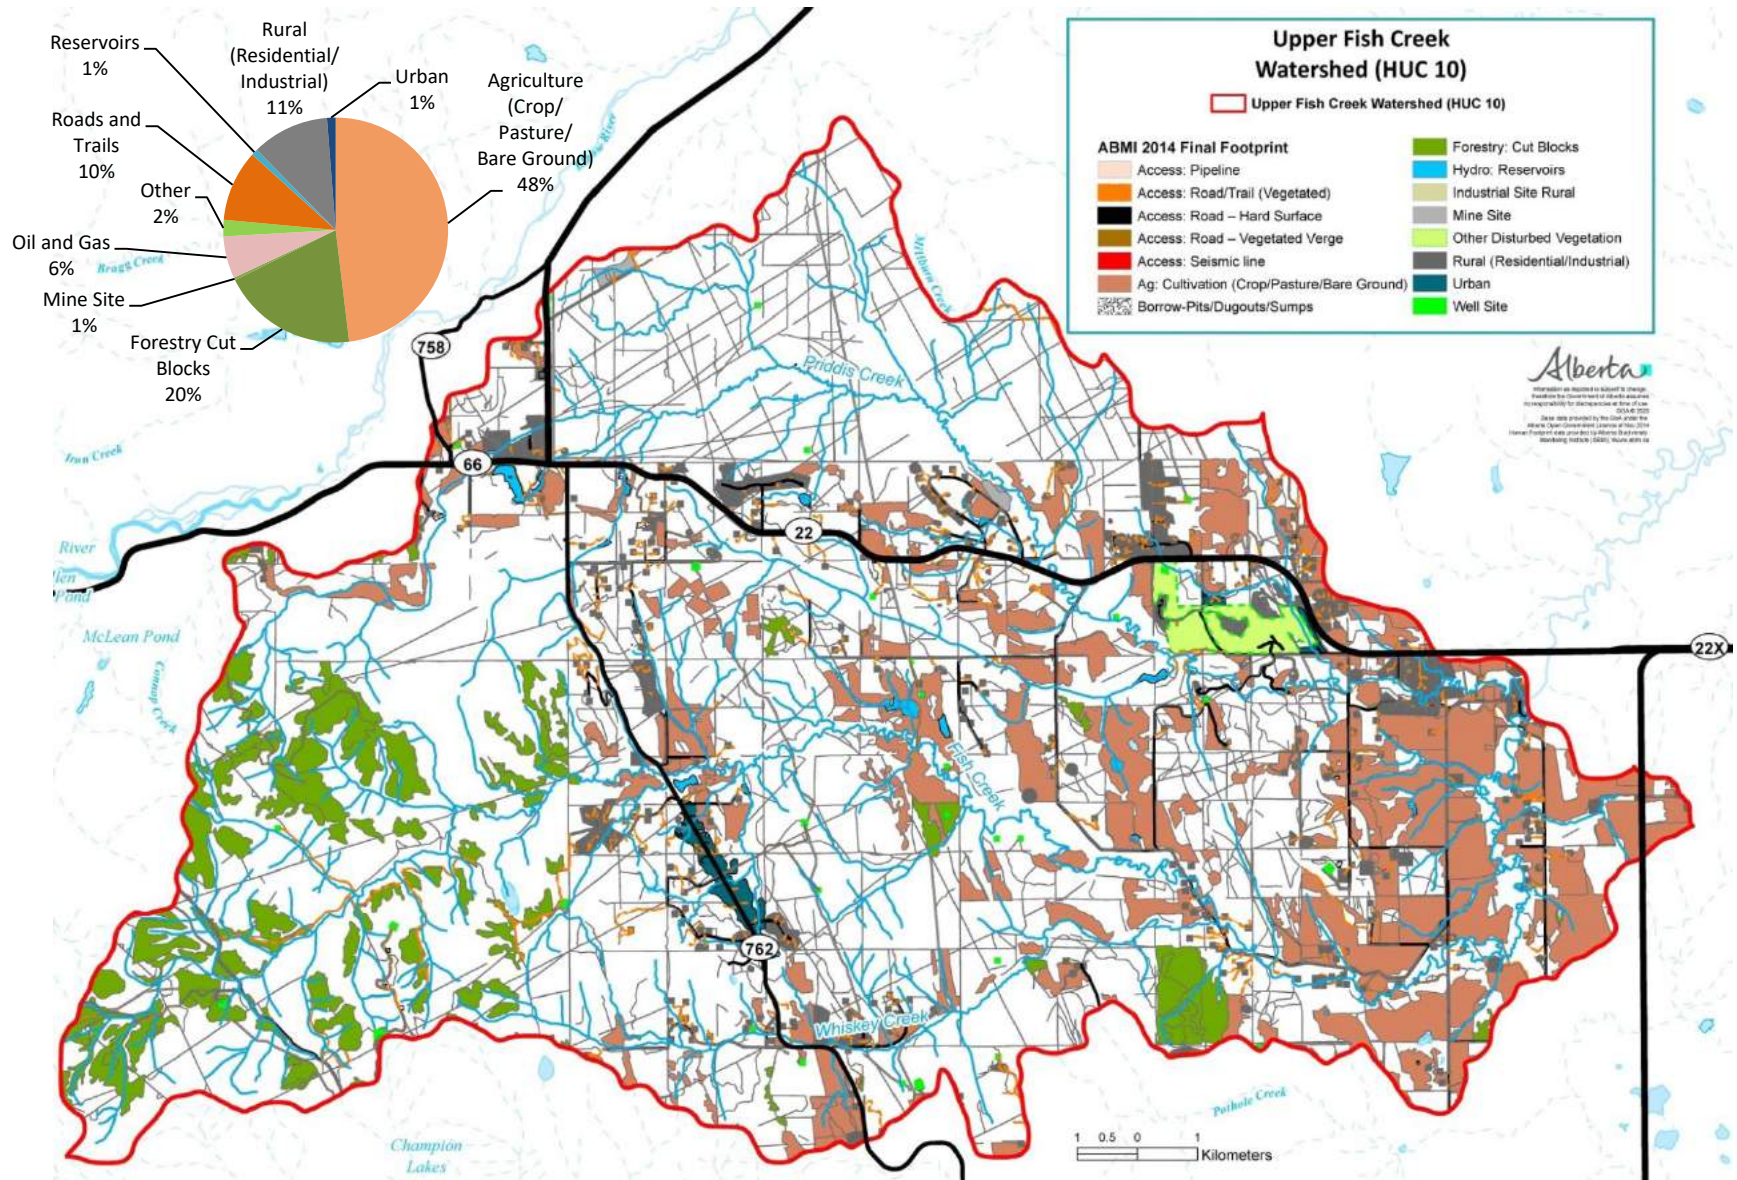 Reservoirs
1%
Rural
(Residential/
Industrial)
11%
Urban
1%
Agriculture
(Crop/
Pasture/
Bare Ground)
48%
Roads and
Trails
10%
Other
2%
Oil and Gas
6%
Mine Site
1%
Forestry Cut
Blocks
20%
Upper Fish Creek
Watershed (HUC 10)
Upper Fish Creek Watershed (HUC 10)
ABMI 2014 Final Footprint
Access: Pipeline
Access: Road/Trail (Vegetated)
Access: Road – Hard Surface
Access: Road – Vegetated Verge
Access: Seismic line
Ag: Cultivation (Crop/Pasture/Bare Ground)
Borrow-Pits/Dugouts/Sumps
Forestry: Cut Blocks
Hydro: Reservoirs
Industrial Site Rural
Mine Site
Other Disturbed Vegetation
Rural (Residential/Industrial)
Urban
Well Site
Alberta
River
Bragg Creek
Millburn Creek
758
Priddis Creek
Iron Creek
66
22
River
Pond
McLean Pond
Creek
22X
Fish Creek
762
Whiskey Creek
Pothole Creek
Champion
Lakes
1 0.5 0 1
Kilometers